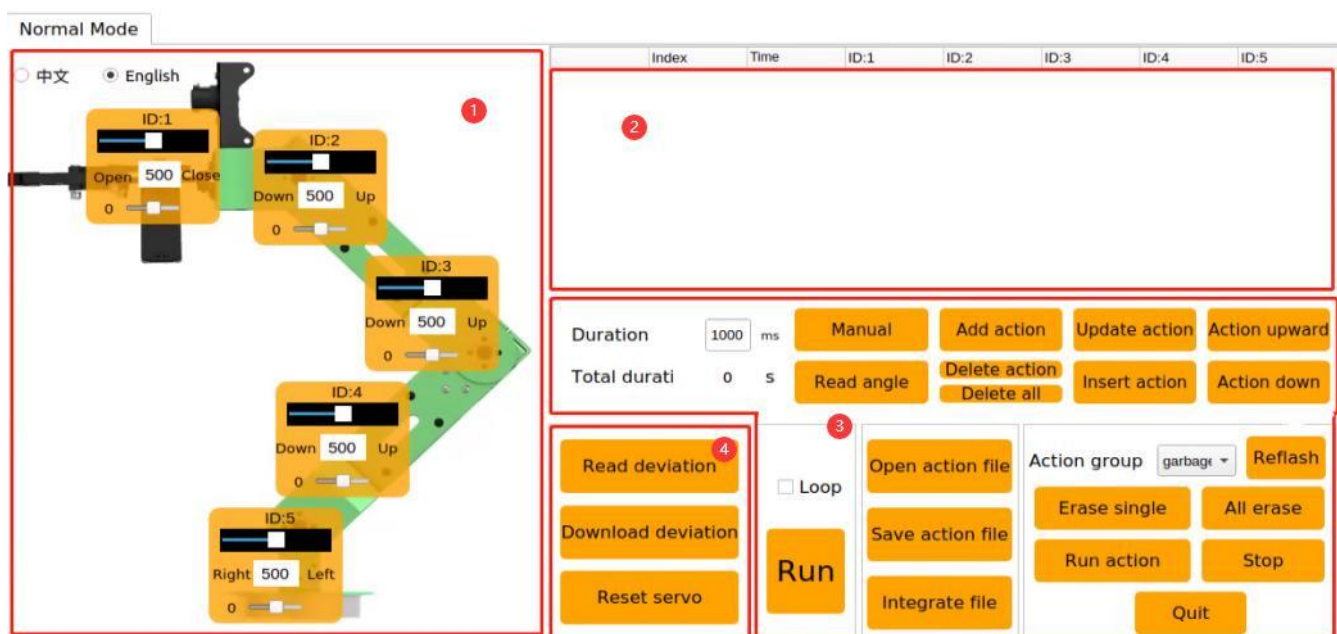 Normal Mode
中文 English
1
ID:1
Open 500 Close
0
ID:2
Down 500 Up
0
ID:3
Down 500 Up
0
ID:4
Down 500 Up
0
ID:5
Right 500 Left
0
Index Time ID:1 ID:2 ID:3 ID:4 ID:5
2
Duration 1000 ms
Total durati 0 S
Manual Add action Update action Action upward
Read angle Delete action Insert action Action down
Delete all
4
Read deviation
Download deviation
Reset servo
3
Loop
Run
Open action file
Save action file
Integrate file
Action group garbage Reflash
Erase single All erase
Run action Stop
Quit